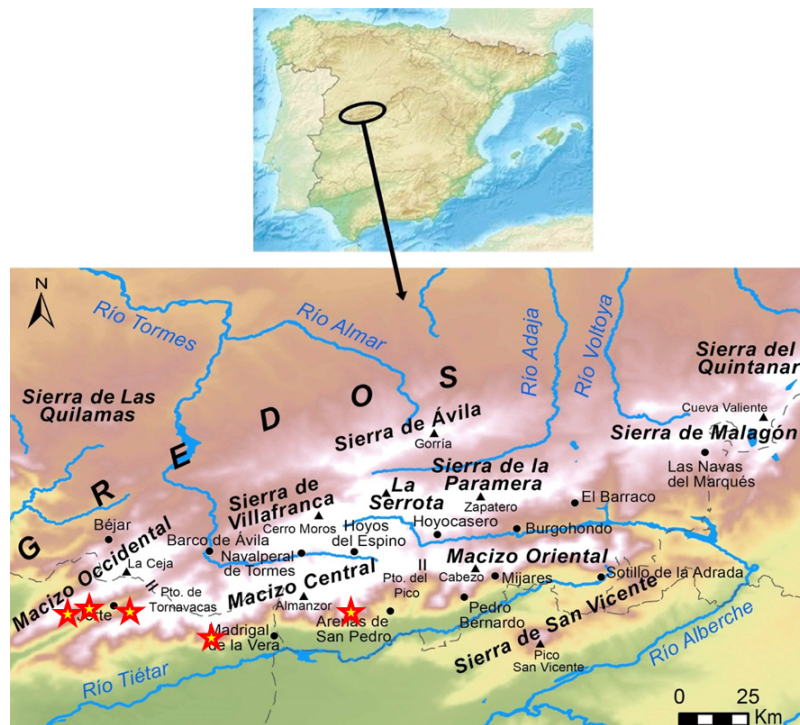 N
Río Tormes
Río Almar
Río Adaja
Río Voltoya
Sierra del
Quintanar
Sierra de Las
Quilamas
GREDOS
Cueva Valiente
Sierra de Ávila
Gorría
Sierra de Malagón
Las Navas
del Marqués
Sierra de la
Paramera
Zapatero
La
Serrota
Sierra de
Villafranca
Cerro Moros
El Barraco
Béjar
Barco de Ávila
Navalperal
de Tormes
Hoyos
del Espino
Hoyocasero
Burgohondo
Macizo Occidental
La Ceja
Pto. de
Tornavacas
Macizo Central
Almanzor
Pto. del
Pico
Macizo Oriental
Cabezo
Mijares
Sotillo de la Adrada
Jerte
Madrigal
de la Vera
Arenas de
San Pedro
Pedro
Bernardo
Sierra de San Vicente
Pico
San Vicente
Río Tiétar
Río Alberche
0 25
Km